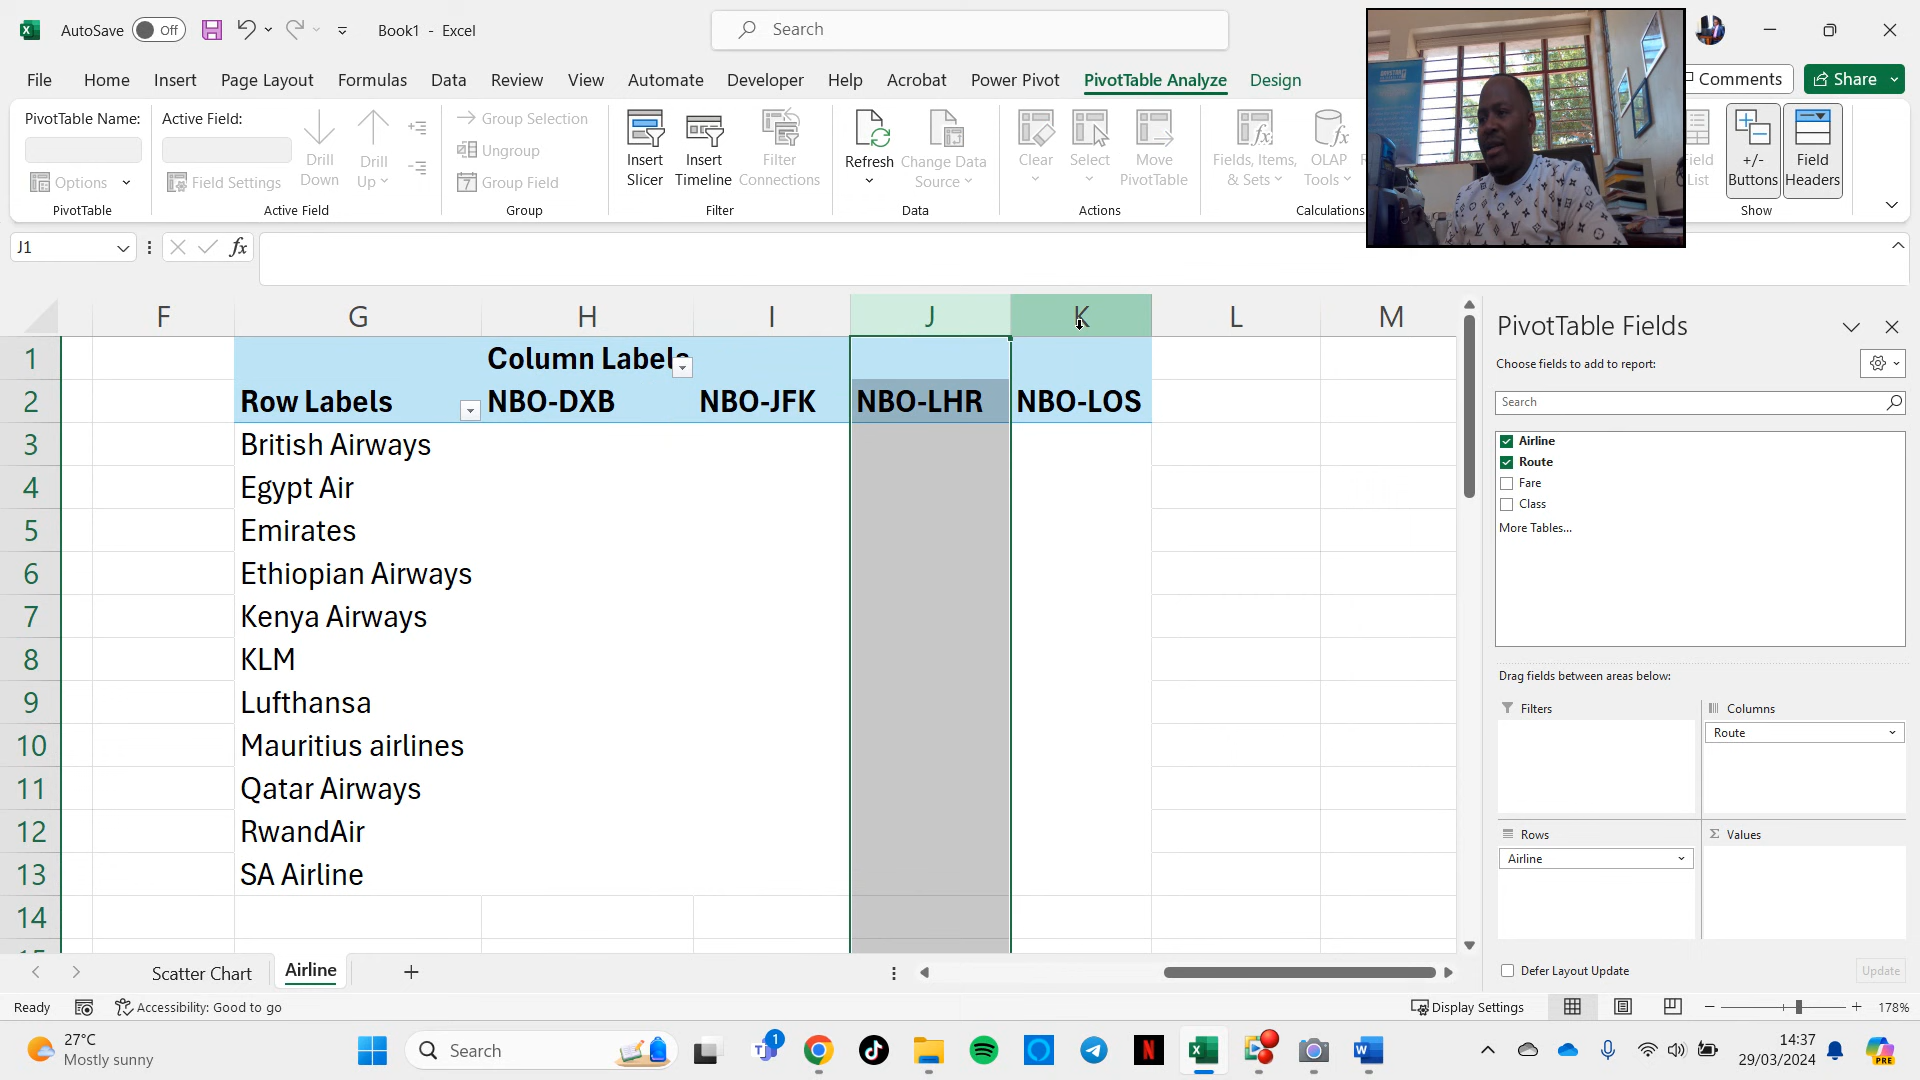 AutoSave Off Book1 - Excel Search
File Home Insert Page Layout Formulas Data Review View Automate Developer Help Acrobat Power Pivot PivotTable Analyze Design Comments Share
PivotTable Name:
Options
PivotTable
Active Field:
Field Settings
Drill Down
Drill Up
Active Field
Group Selection
Ungroup
Group Field
Group
Insert Slicer
Insert Timeline
Filter Connections
Filter
Refresh
Change Data Source
Data
Clear
Select
Move PivotTable
Actions
Fields, Items, & Sets
OLAP Tools
Calculations
List
+/- Buttons
Field Headers
Show
J1 fx
F G H I J K L M
1 Column Labels
2 Row Labels NBO-DXB NBO-JFK NBO-LHR NBO-LOS
3 British Airways
4 Egypt Air
5 Emirates
6 Ethiopian Airways
7 Kenya Airways
8 KLM
9 Lufthansa
10 Mauritius airlines
11 Qatar Airways
12 RwandAir
13 SA Airline
14
PivotTable Fields
Choose fields to add to report:
Search
Airline
Route
Fare
Class
More Tables...
Drag fields between areas below:
Filters
Columns
Route
Rows
Airline
Σ Values
Defer Layout Update Update
Scatter Chart Airline
Ready Accessibility: Good to go Display Settings 178%
27°C
Mostly sunny
Search
1
14:37
29/03/2024
PRE